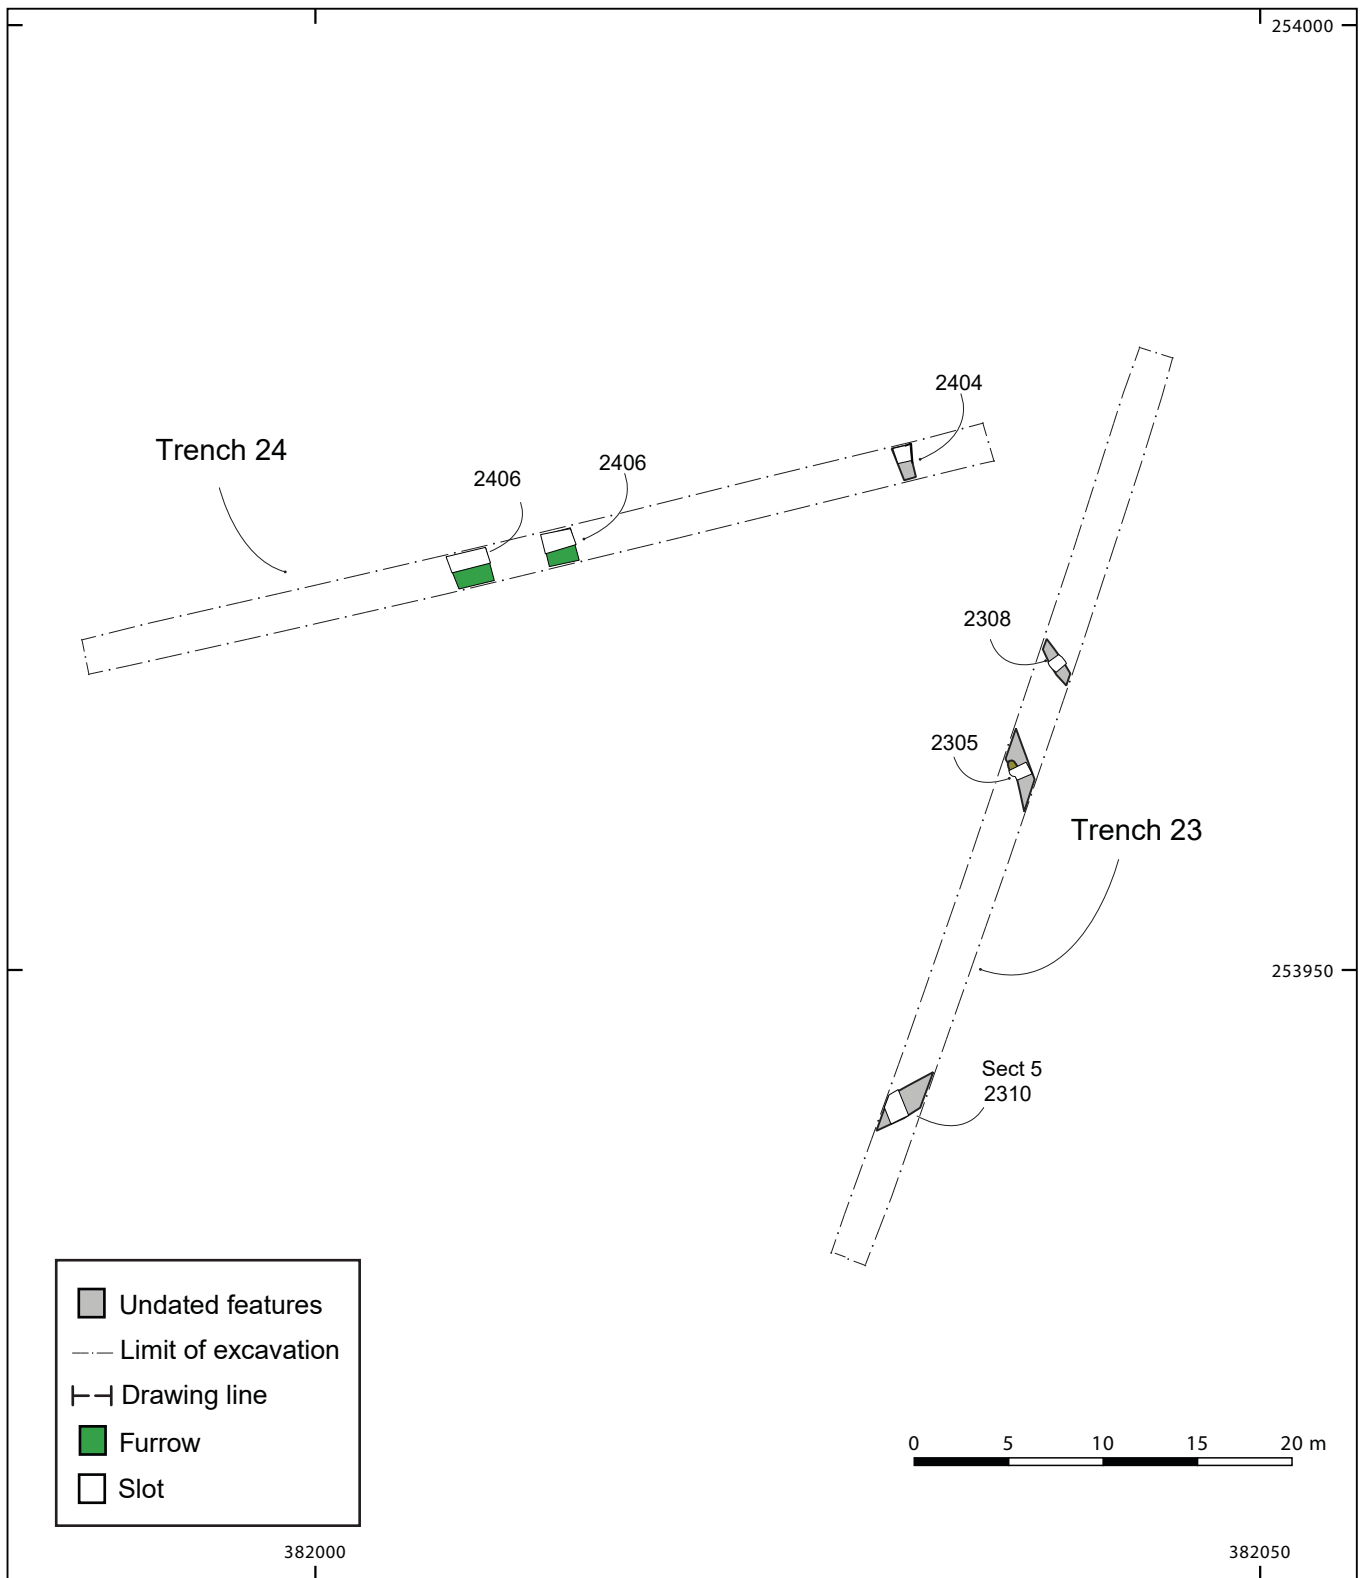 254000
2404
Trench 24
2406
2406
2308
2305
Trench 23
253950
Sect 5
2310
Undated features
Limit of excavation
Drawing line
Furrow
Slot
0 5 10 15 20 m
382000
382050